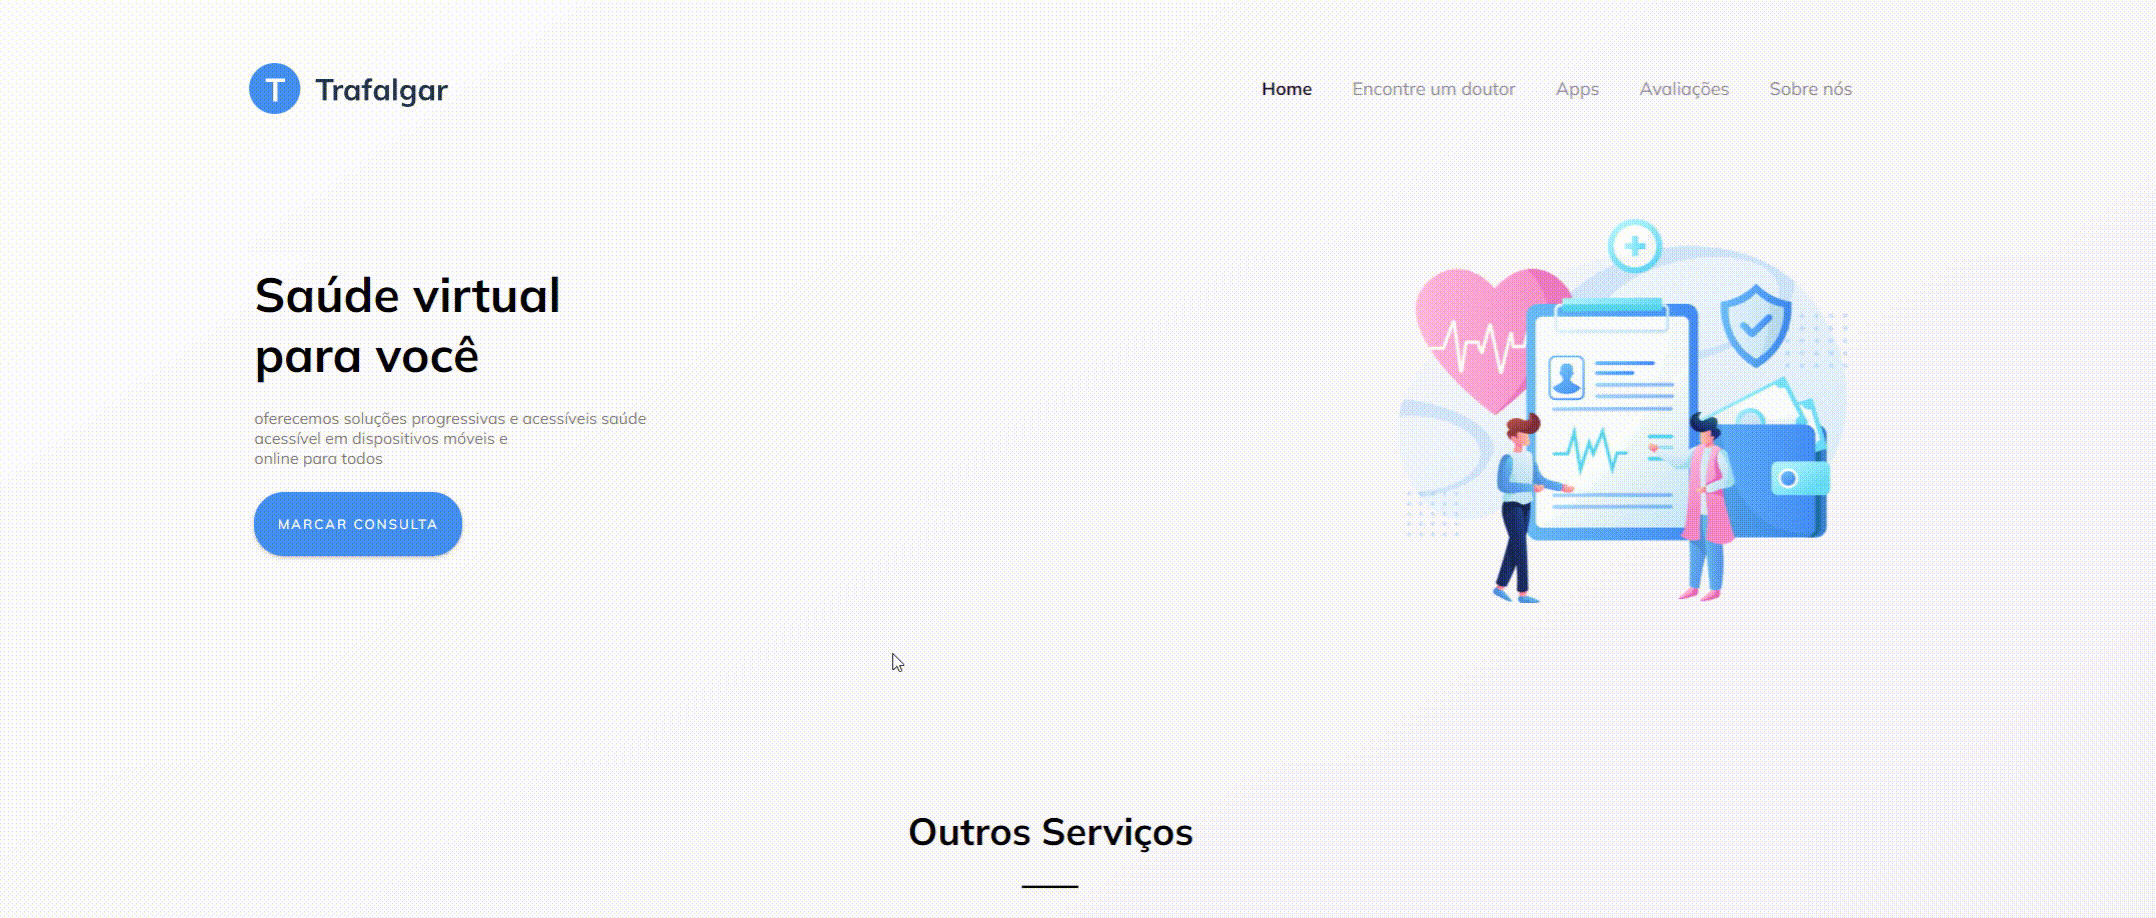 T Trafalgar
Home Encontre um doutor Apps Avaliações Sobre nós
Saúde virtual
para você
oferecemos soluções progressivas e acessíveis saúde
acessível em dispositivos móveis e
online para todos
MARCAR CONSULTA
Outros Serviços